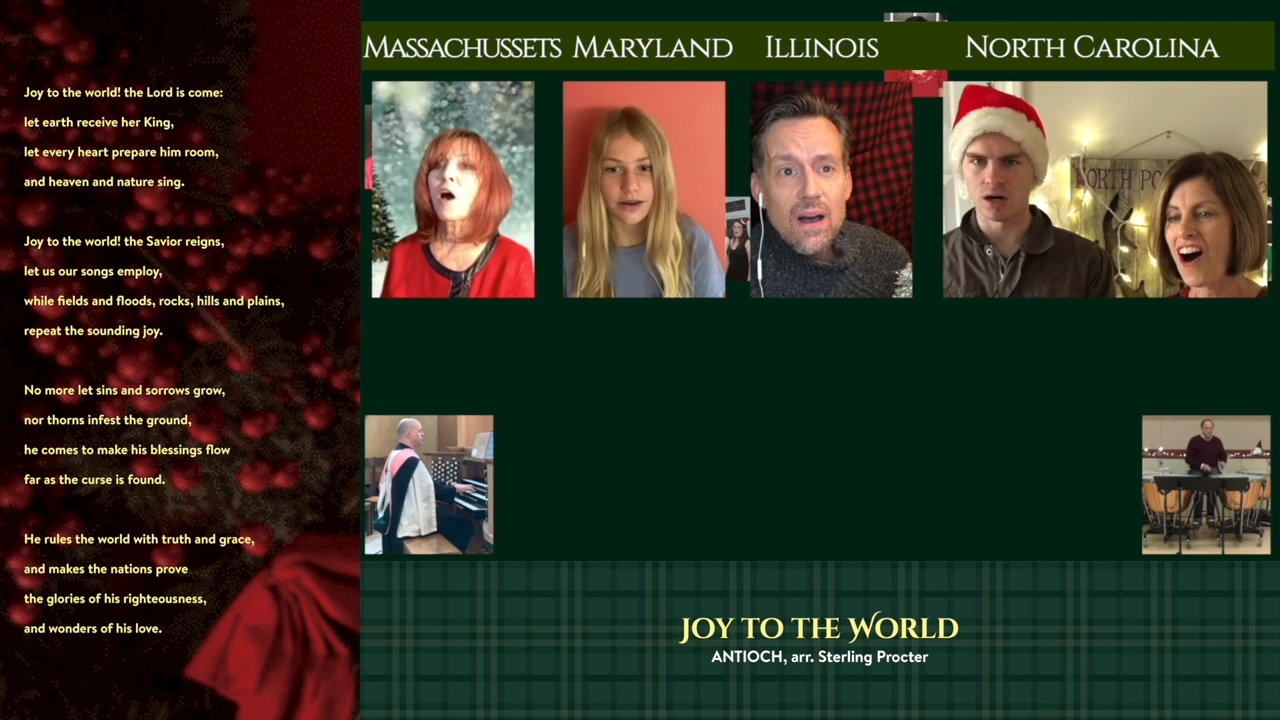 MASSACHUSSETS MARYLAND ILLINOIS NORTH CAROLINA
Joy to the world! the Lord is come:
let earth receive her King,
let every heart prepare him room,
and heaven and nature sing.
Joy to the world! the Savior reigns,
let us our songs employ,
while fields and floods, rocks, hills and plains,
repeat the sounding joy.
No more let sins and sorrows grow,
nor thorns infest the ground,
he comes to make his blessings flow
far as the curse is found.
He rules the world with truth and grace,
and makes the nations prove
the glories of his righteousness,
and wonders of his love.
NORTH
JOY TO THE WORLD
ANTIOCH, arr. Sterling Procter